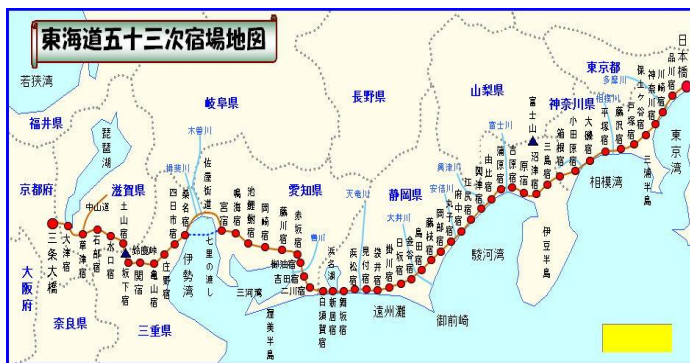 東海道五十三次宿場地図
日本橋
品川宿
川崎宿
神奈川宿
保土ヶ谷宿
戸塚宿
藤沢宿
平塚宿
大磯宿
小田原宿
箱根宿
三島宿
沼津宿
原宿
吉原宿
蒲原宿
由比宿
興津宿
江尻宿
府中宿
丸子宿
岡部宿
藤枝宿
島田宿
金谷宿
日坂宿
掛川宿
袋井宿
見付宿
浜松宿
舞坂宿
新居宿
白須賀宿
二川宿
吉田
御油宿
赤坂宿
藤川宿
岡崎宿
池鯉鮒宿
鳴海宿
宮宿
七里の渡し
佐屋街道
桑名宿
四日市宿
庄野宿
亀山宿
関宿
坂下宿
鈴鹿峠
土山宿
水口宿
石部宿
草津宿
大津宿
三条大橋
中山道
東京都
神奈川県
山梨県
静岡県
長野県
愛知県
岐阜県
三重県
滋賀県
福井県
京都府
大阪府
奈良県
若狭湾
琵琶湖
伊勢湾
三河湾
渥美半島
浜名湖
遠州灘
御前崎
駿河湾
伊豆半島
相模湾
三浦半島
東京湾
富士山
多摩川
相模川
富士川
興津川
安倍川
大井川
天竜川
豊川
木曽川
揖斐川